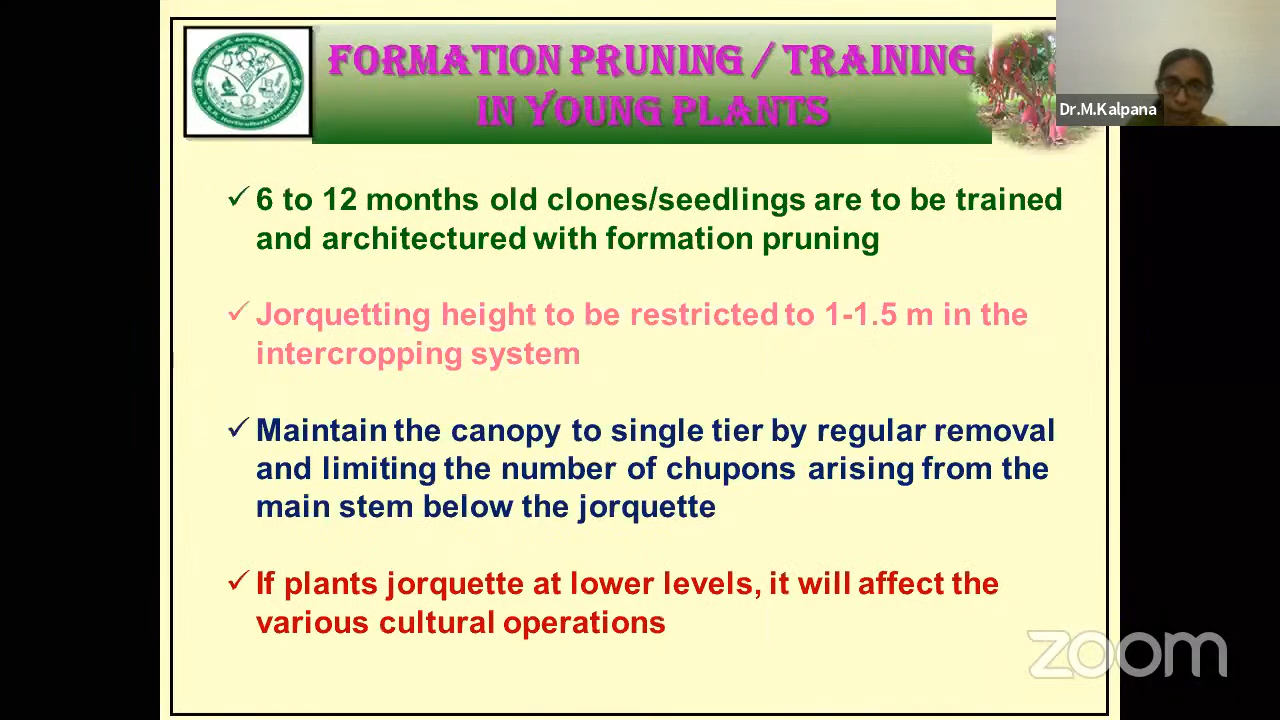 FORMATION PRUNING / TRAINING
IN YOUNG PLANTS
Dr.M.Kalpana
✓ 6 to 12 months old clones/seedlings are to be trained
and architectured with formation pruning
✓ Jorquetting height to be restricted to 1-1.5 m in the
intercropping system
✓ Maintain the canopy to single tier by regular removal
and limiting the number of chupons arising from the
main stem below the jorquette
✓ If plants jorquette at lower levels, it will affect the
various cultural operations
zoom